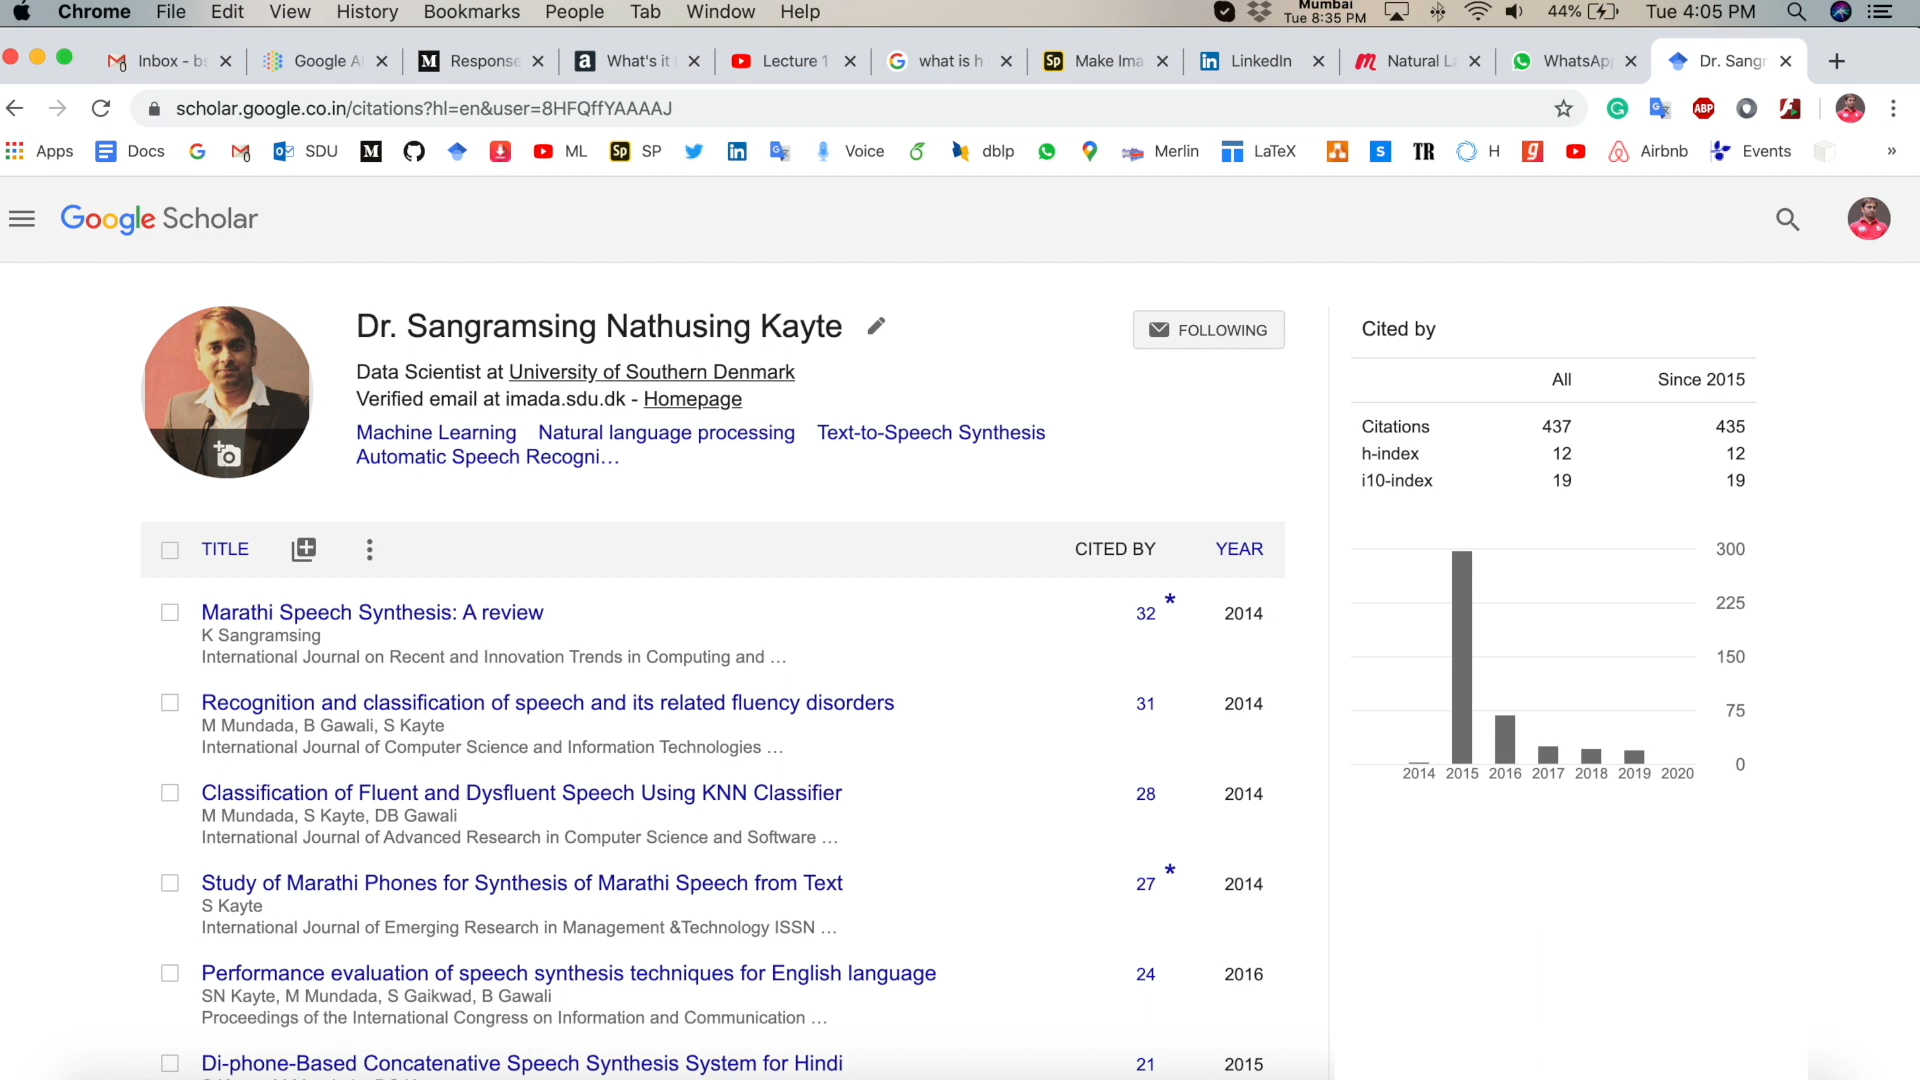 Chrome File Edit View History Bookmarks People Tab Window Help
Mumbai
Tue 8:35 PM
44%
Tue 4:05 PM
Inbox - bs
Google AI
Response
What's it
Lecture 1
what is h
Make Ima
LinkedIn
Natural La
WhatsApp
Dr. Sangr
scholar.google.co.in/citations?hl=en&user=8HFQffYAAAAJ
ABP
Apps Docs SDU ML SP Voice dblp Merlin LaTeX TR H Airbnb Events »
Google Scholar
Dr. Sangramsing Nathusing Kayte
FOLLOWING
Data Scientist at University of Southern Denmark
Verified email at imada.sdu.dk - Homepage
Machine Learning Natural language processing Text-to-Speech Synthesis
Automatic Speech Recogni…
TITLE CITED BY YEAR
Marathi Speech Synthesis: A review 32 * 2014
K Sangramsing
International Journal on Recent and Innovation Trends in Computing and …
Recognition and classification of speech and its related fluency disorders 31 2014
M Mundada, B Gawali, S Kayte
International Journal of Computer Science and Information Technologies …
Classification of Fluent and Dysfluent Speech Using KNN Classifier 28 2014
M Mundada, S Kayte, DB Gawali
International Journal of Advanced Research in Computer Science and Software …
Study of Marathi Phones for Synthesis of Marathi Speech from Text 27 * 2014
S Kayte
International Journal of Emerging Research in Management &Technology ISSN …
Performance evaluation of speech synthesis techniques for English language 24 2016
SN Kayte, M Mundada, S Gaikwad, B Gawali
Proceedings of the International Congress on Information and Communication …
Di-phone-Based Concatenative Speech Synthesis System for Hindi 21 2015
Cited by
All Since 2015
Citations 437 435
h-index 12 12
i10-index 19 19
300
225
150
75
0
2014 2015 2016 2017 2018 2019 2020